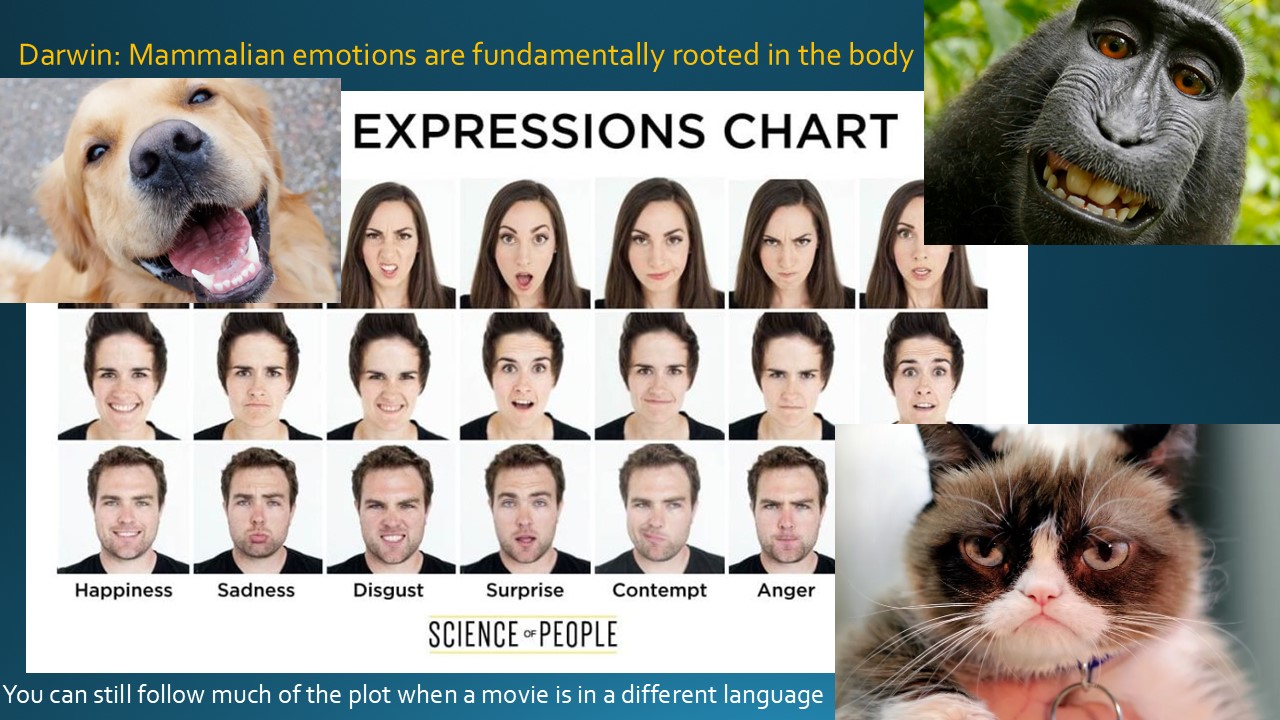 Darwin: Mammalian emotions are fundamentally rooted in the body
EXPRESSIONS CHART
Happiness Sadness Disgust Surprise Contempt Anger
SCIENCE OF PEOPLE
You can still follow much of the plot when a movie is in a different language